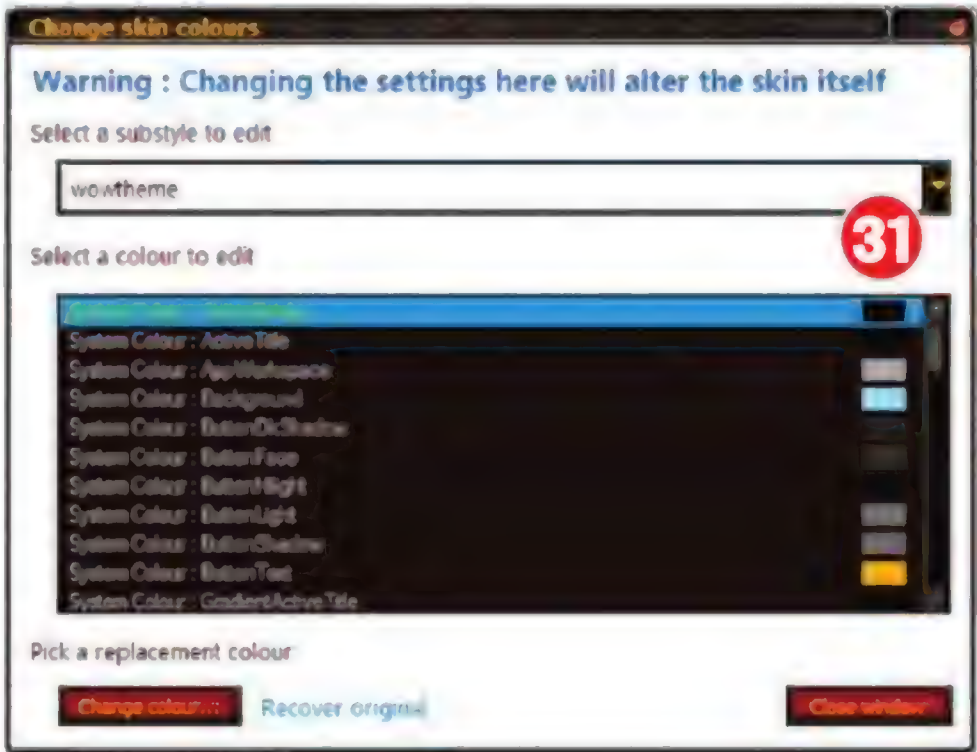 Change skin colours
Warning : Changing the settings here will alter the skin itself
Select a substyle to edit
wowtheme
31
Select a colour to edit
System Colour : ActiveTitle
System Colour : AppWorkspace
System Colour : Background
System Colour : ButtonDkShadow
System Colour : ButtonFace
System Colour : ButtonHilight
System Colour : ButtonLight
System Colour : ButtonShadow
System Colour : ButtonText
System Colour : GradientActiveTitle
Pick a replacement colour
Change colour... Recover original Close window